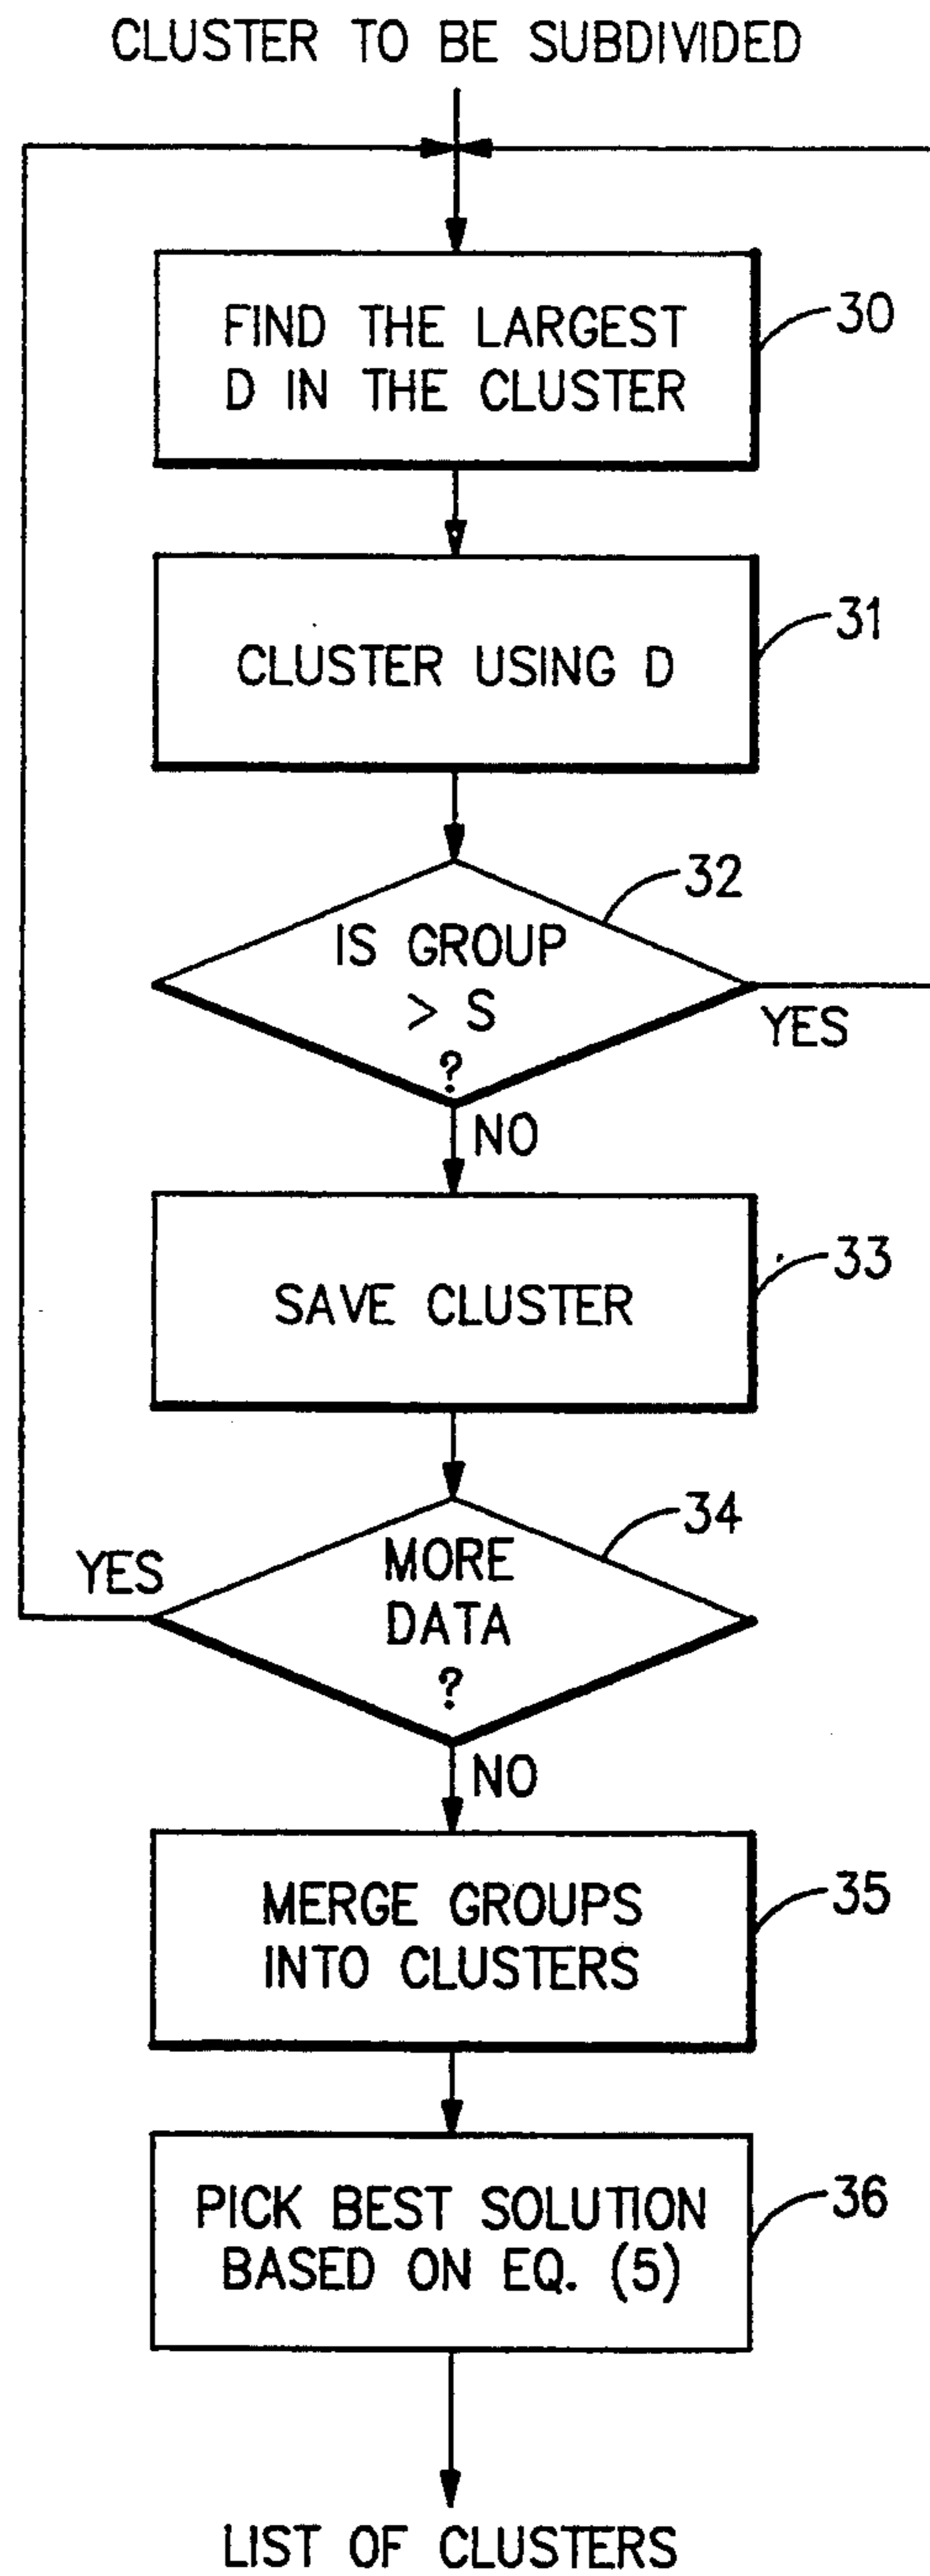 CLUSTER TO BE SUBDIVIDED
FIND THE LARGEST
D IN THE CLUSTER
30
CLUSTER USING D
31
IS GROUP
> S
?
32
YES
NO
SAVE CLUSTER
33
MORE
DATA
?
34
YES
NO
MERGE GROUPS
INTO CLUSTERS
35
PICK BEST SOLUTION
BASED ON EQ. (5)
36
LIST OF CLUSTERS